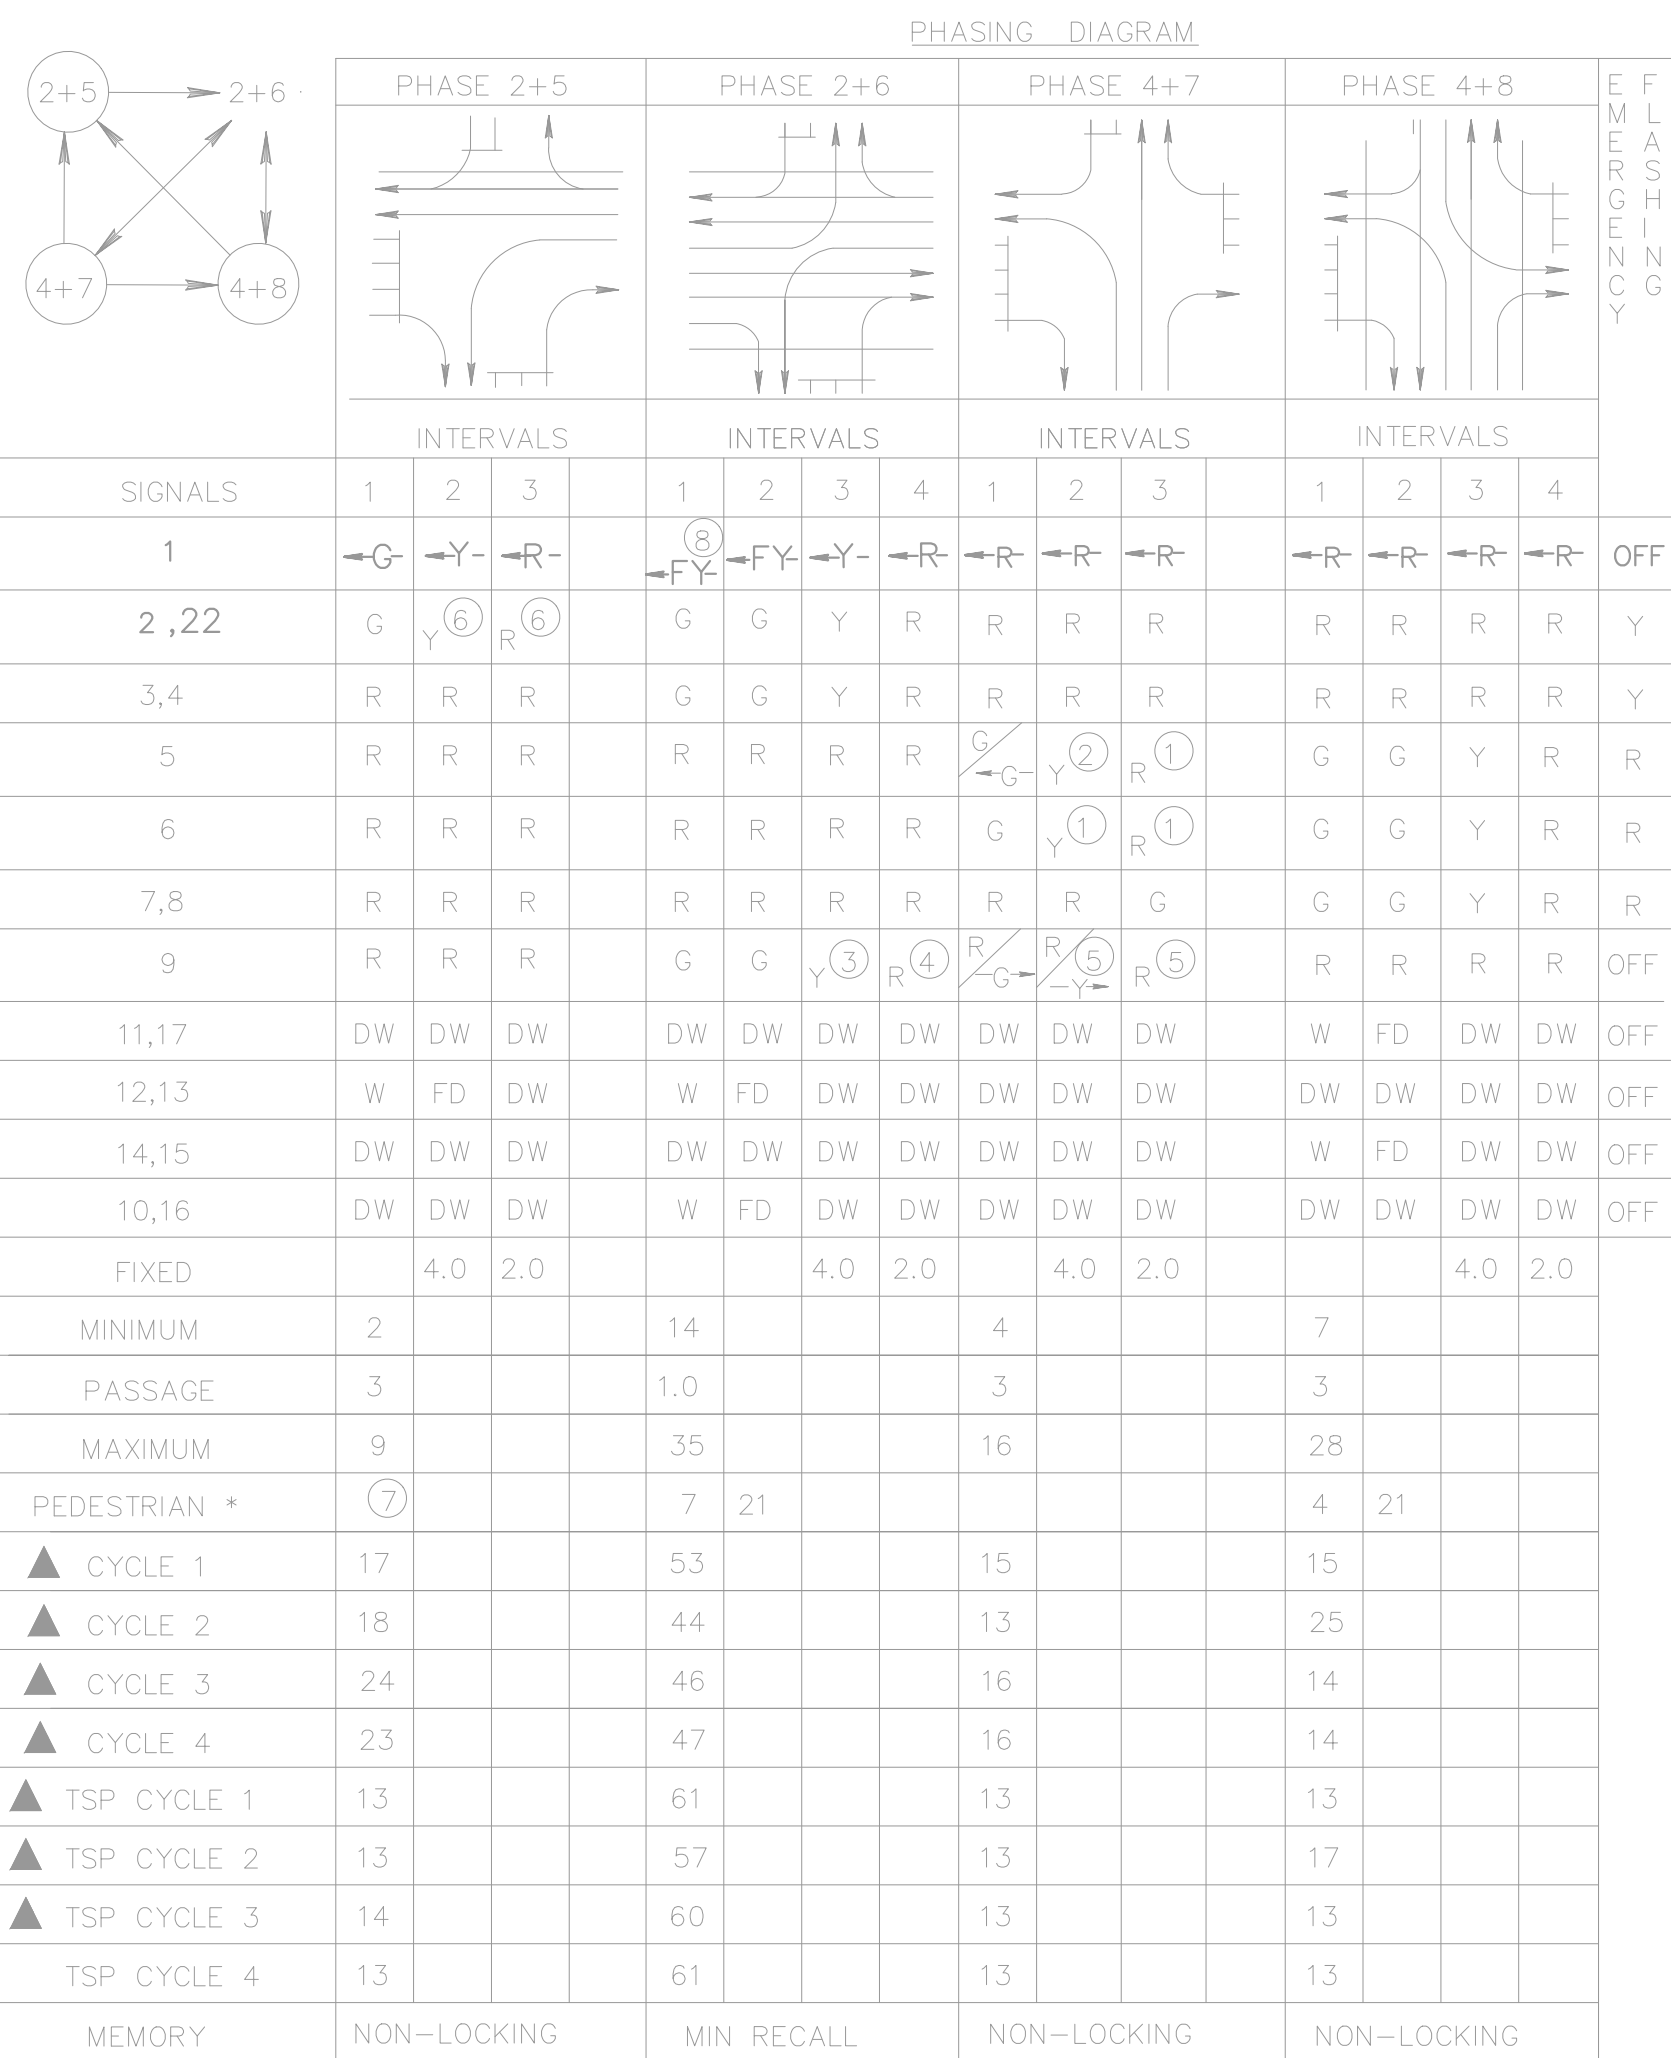 PHASING DIAGRAM
2+5 2+6
4+7 4+8
PHASE 2+5 PHASE 2+6 PHASE 4+7 PHASE 4+8
EMERGENCY
FLASHING
INTERVALS INTERVALS INTERVALS INTERVALS
SIGNALS 1 2 3 1 2 3 4 1 2 3 1 2 3 4
1 G Y R FY 8 FY Y R R R R R R R R OFF
2 ,22 G Y 6 R 6 G G Y R R R R R R R R Y
3,4 R R R G G Y R R R R R R R R Y
5 R R R R R R R G/G Y 2 R 1 G G Y R R
6 R R R R R R R G Y 1 R 1 G G Y R R
7,8 R R R R R R R R R G G G Y R R
9 R R R G G Y 3 R 4 R/G R/Y 5 R 5 R R R R OFF
11,17 DW DW DW DW DW DW DW DW DW DW W FD DW DW OFF
12,13 W FD DW W FD DW DW DW DW DW DW DW DW DW OFF
14,15 DW DW DW DW DW DW DW DW DW DW W FD DW DW OFF
10,16 DW DW DW W FD DW DW DW DW DW DW DW DW DW OFF
FIXED 4.0 2.0 4.0 2.0 4.0 2.0 4.0 2.0
MINIMUM 2 14 4 7
PASSAGE 3 1.0 3 3
MAXIMUM 9 35 16 28
PEDESTRIAN * 7 7 21 4 21
CYCLE 1 17 53 15 15
CYCLE 2 18 44 13 25
CYCLE 3 24 46 16 14
CYCLE 4 23 47 16 14
TSP CYCLE 1 13 61 13 13
TSP CYCLE 2 13 57 13 17
TSP CYCLE 3 14 60 13 13
TSP CYCLE 4 13 61 13 13
MEMORY NON-LOCKING MIN RECALL NON-LOCKING NON-LOCKING